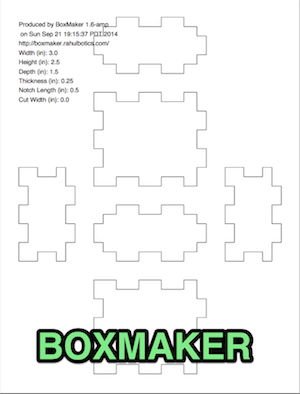 Produced by BoxMaker 1.6-amp
on Sun Sep 21 19:15:37 PDT 2014
http://boxmaker.rahulbotics.com/
Width (in): 3.0
Height (in): 2.5
Depth (in): 1.5
Thickness (in): 0.25
Notch Length (in): 0.5
Cut Width (in): 0.0
BOXMAKER